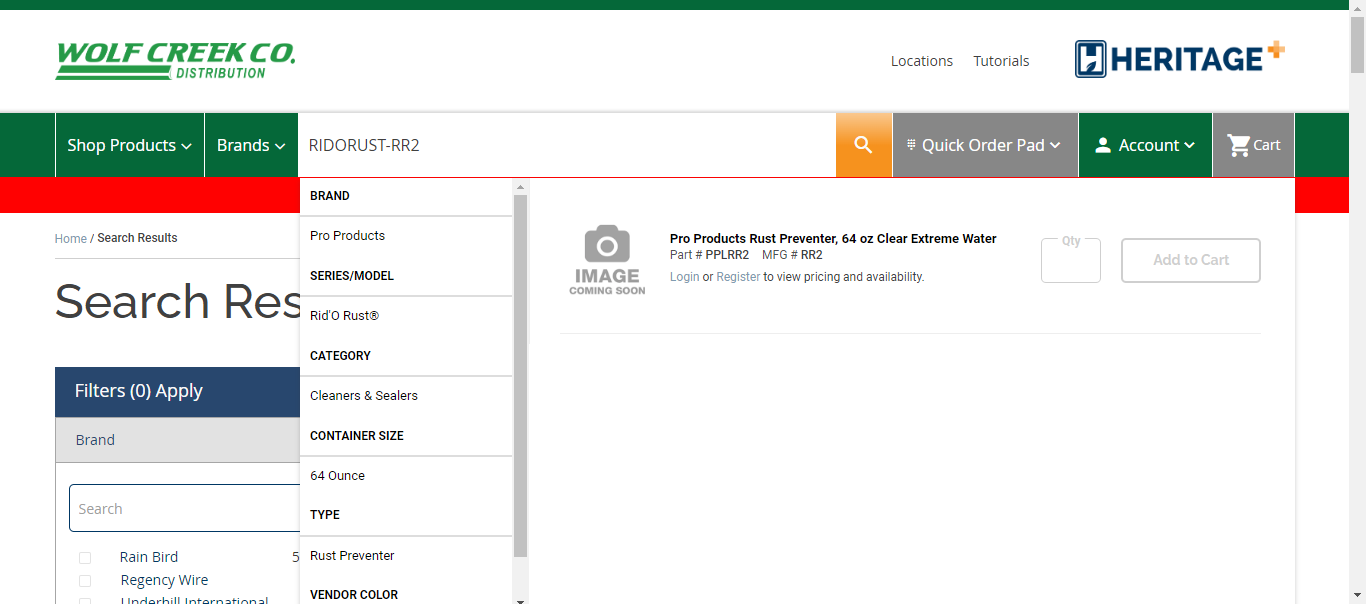 WOLF CREEK CO.
DISTRIBUTION
Locations Tutorials
HERITAGE+
Shop Products Brands RIDORUST-RR2 Quick Order Pad Account Cart
Home / Search Results
Search Res
Filters (0) Apply
Brand
Search
Rain Bird 5
Regency Wire
Underhill International
BRAND
Pro Products
SERIES/MODEL
Rid'O Rust®
CATEGORY
Cleaners & Sealers
CONTAINER SIZE
64 Ounce
TYPE
Rust Preventer
VENDOR COLOR
IMAGE
COMING SOON
Pro Products Rust Preventer, 64 oz Clear Extreme Water
Part # PPLRR2 MFG # RR2
Login or Register to view pricing and availability.
Qty
Add to Cart